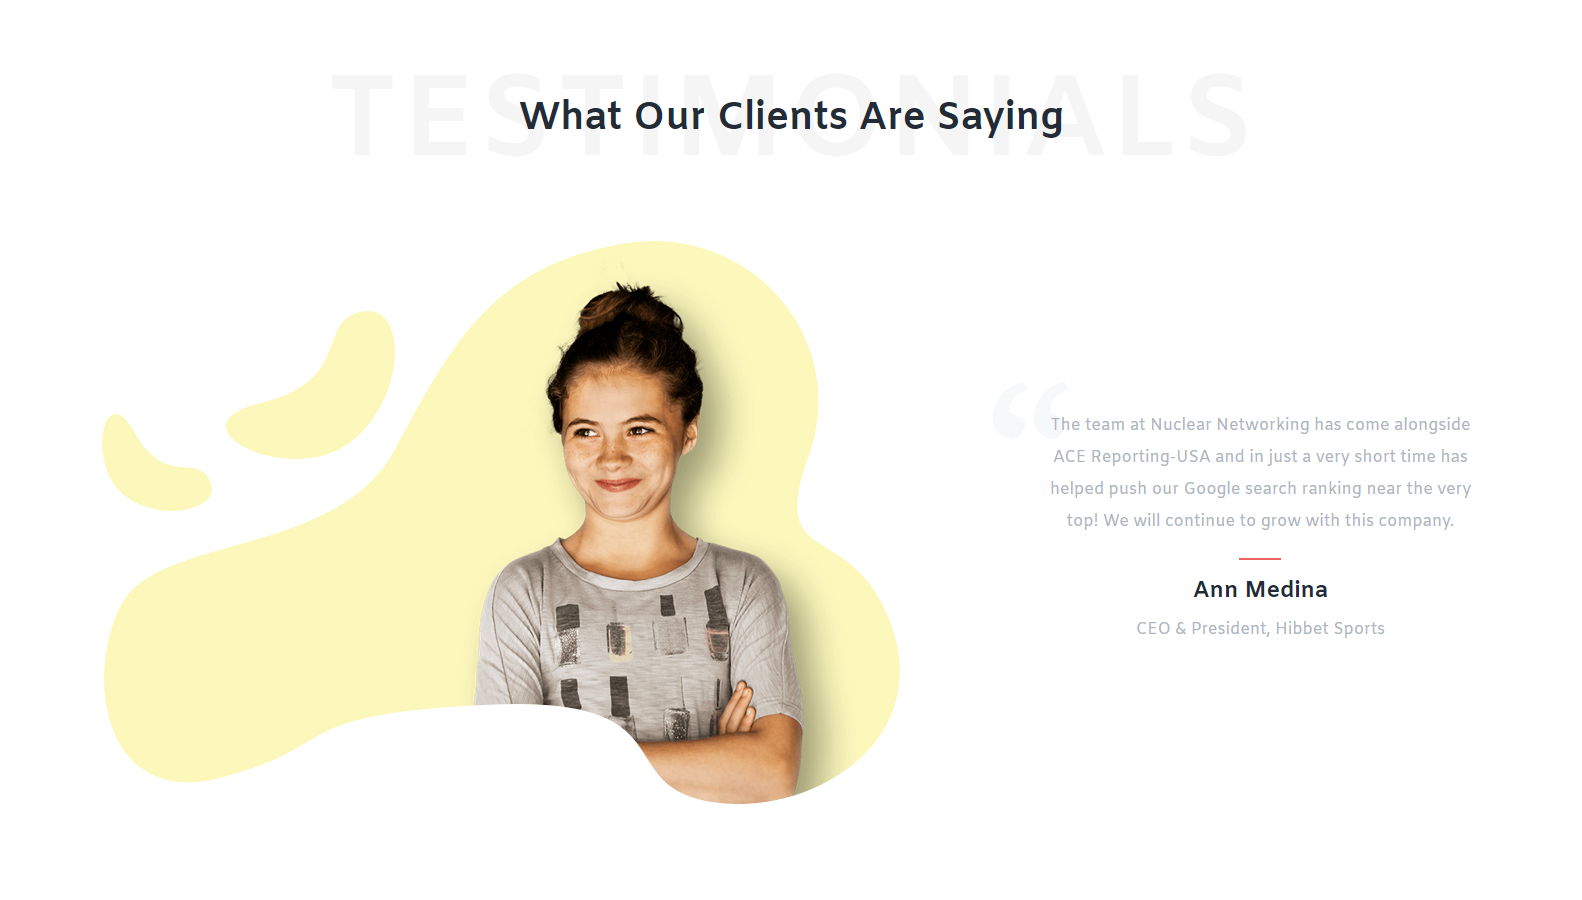 TESTIMONIALS
What Our Clients Are Saying
“
The team at Nuclear Networking has come alongside
ACE Reporting-USA and in just a very short time has
helped push our Google search ranking near the very
top! We will continue to grow with this company.
Ann Medina
CEO & President, Hibbet Sports